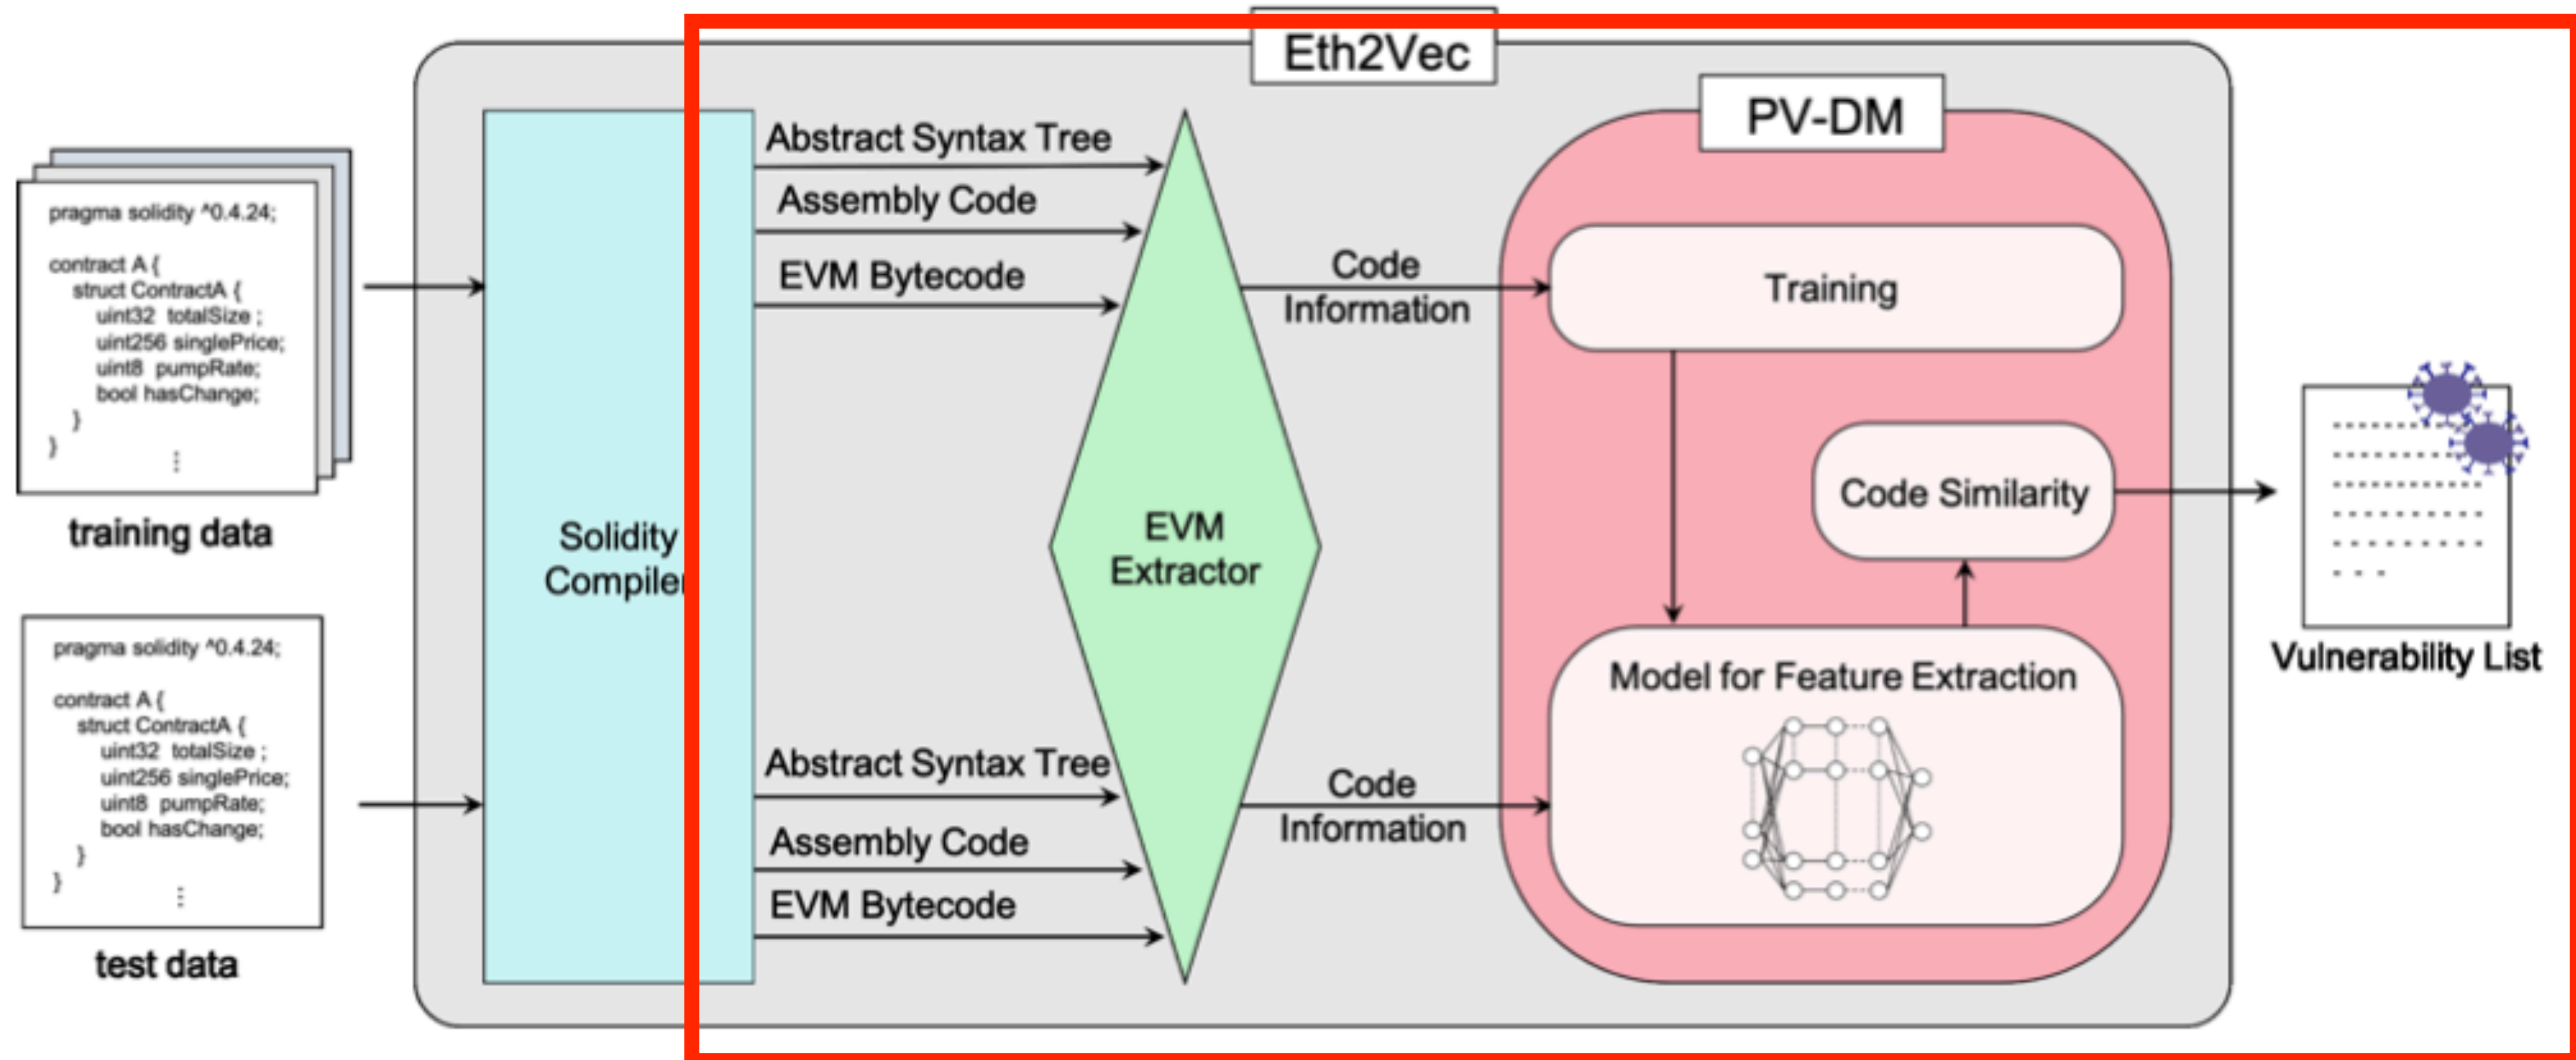 Eth2Vec
PV-DM
pragma solidity ^0.4.24;
contract A {
struct ContractA {
uint32 totalSize ;
uint256 singlePrice;
uint8 pumpRate;
bool hasChange;
}
}
⋮
training data
pragma solidity ^0.4.24;
contract A {
struct ContractA {
uint32 totalSize ;
uint256 singlePrice;
uint8 pumpRate;
bool hasChange;
}
}
⋮
test data
Solidity
Compiler
Abstract Syntax Tree
Assembly Code
EVM Bytecode
Abstract Syntax Tree
Assembly Code
EVM Bytecode
EVM
Extractor
Code
Information
Code
Information
Training
Code Similarity
Model for Feature Extraction
Vulnerability List